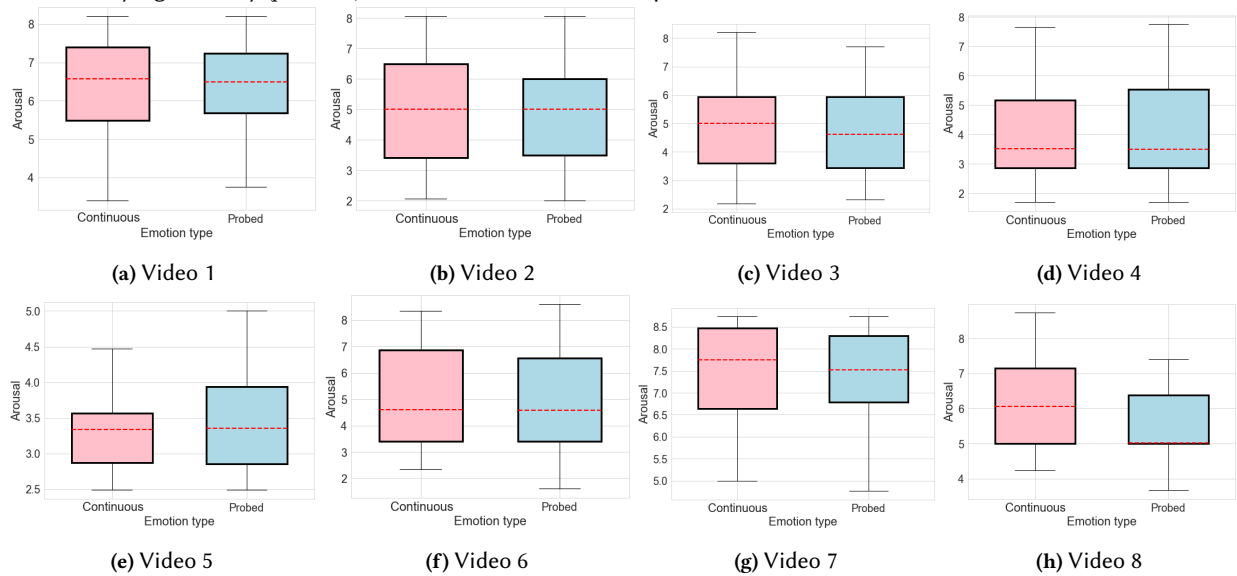 8
7
6
5
4
Arousal
Continuous
Probed
Emotion type
(a) Video 1
8
7
6
5
4
3
2
Arousal
Continuous
Probed
Emotion type
(b) Video 2
8
7
6
5
4
3
2
Arousal
Continuous
Probed
Emotion type
(c) Video 3
8
7
6
5
4
3
2
Arousal
Continuous
Probed
Emotion type
(d) Video 4
5.0
4.5
4.0
3.5
3.0
2.5
Arousal
Continuous
Probed
Emotion type
(e) Video 5
8
7
6
5
4
3
2
Arousal
Continuous
Probed
Emotion type
(f) Video 6
8.5
8.0
7.5
7.0
6.5
6.0
5.5
5.0
Arousal
Continuous
Probed
Emotion type
(g) Video 7
8
7
6
5
4
Arousal
Continuous
Probed
Emotion type
(h) Video 8